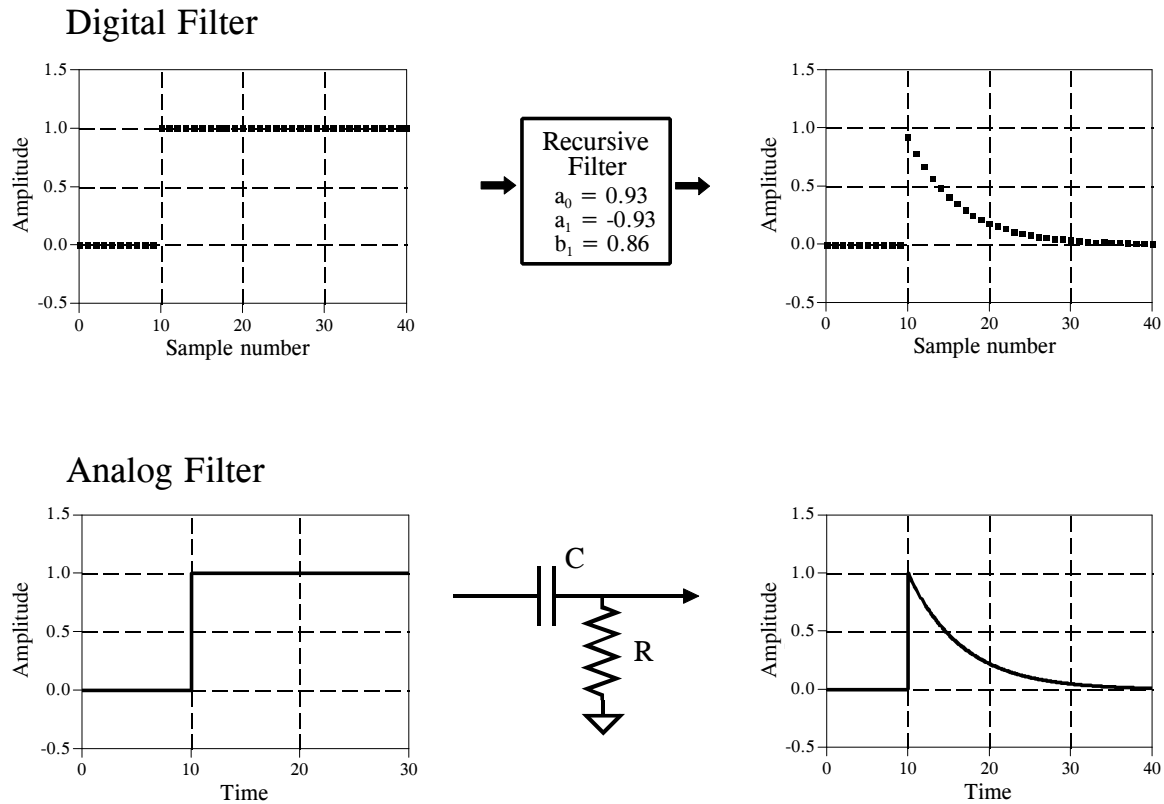 Digital Filter
1.5
1.0
0.5
0.0
-0.5
0 10 20 30 40
Sample number
Amplitude
Recursive
Filter
a0 = 0.93
a1 = -0.93
b1 = 0.86
1.5
1.0
0.5
0.0
-0.5
0 10 20 30 40
Sample number
Amplitude
Analog Filter
1.5
1.0
0.5
0.0
-0.5
0 10 20 30
Time
Amplitude
C
R
1.5
1.0
0.5
0.0
-0.5
0 10 20 30 40
Time
Amplitude